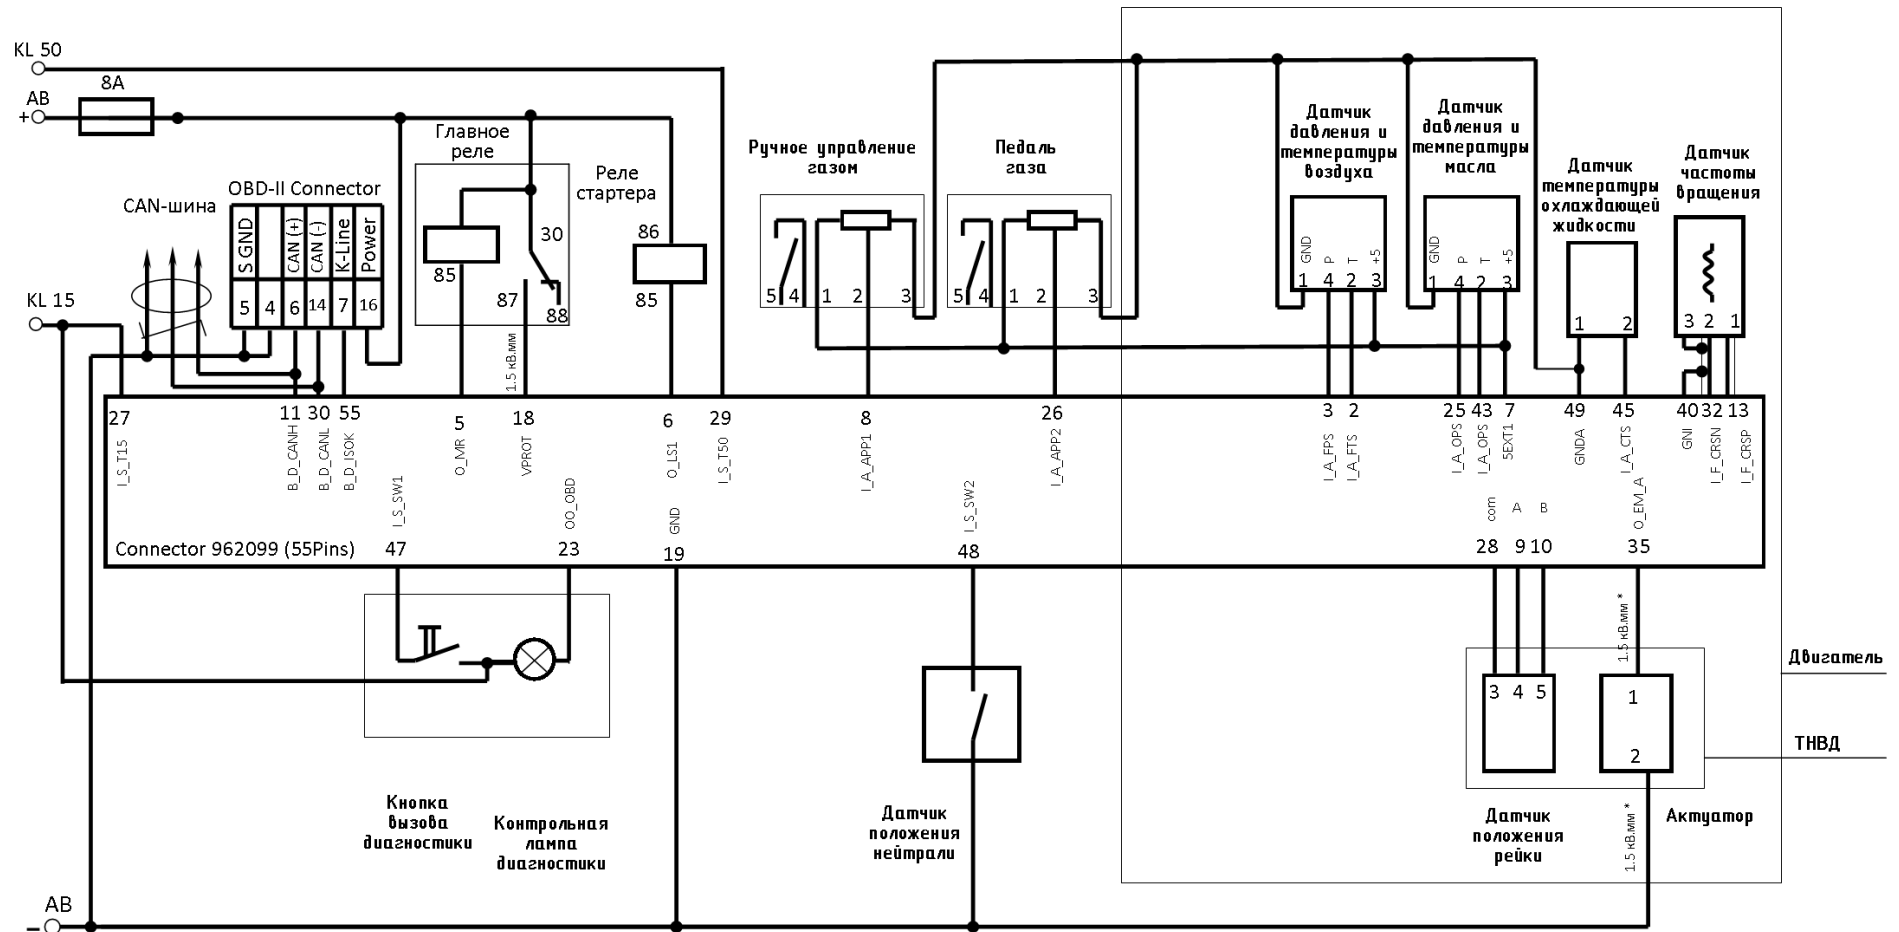 KL 50
8А
АВ
+
Главное
реле
Реле
стартера
OBD-II Connector
CAN-шина
S GND
CAN (+)
CAN (-)
K-Line
Power
5
4
6
14
7
16
KL 15
85
30
87
88
1.5 кв.мм
86
85
Ручное управление
газом
5
4
1
2
3
Педаль
газа
5
4
1
2
3
Датчик
давления и
температуры
воздуха
GND
P
T
+5
1
4
2
3
Датчик
давления и
температуры
масла
GND
P
T
+5
1
4
2
3
Датчик
температуры
охлаждающей
жидкости
1
2
Датчик
частоты
вращения
3
2
1
27
11
30
55
5
18
6
29
8
26
3
2
25
43
7
49
45
40
32
13
I_S_T15
B_D_CANH
B_D_CANL
B_D_ISOK
O_MR
VPROT
O_LS1
I_S_T50
I_A_APP1
I_A_APP2
I_A_FPS
I_A_FTS
I_A_OPS
I_A_OPS
5EXT1
GNDA
I_A_CTS
GNI
I_F_CRSN
I_F_CRSP
I_S_SW1
OO_OBD
GND
I_S_SW2
com
A
B
O_EM_A
Connector 962099 (55Pins)
47
23
19
48
28
9
10
35
1.5 кв.мм *
3
4
5
1
2
Двигатель
ТНВД
Кнопка
вызова
диагностики
Контрольная
лампа
диагностики
Датчик
положения
нейтрали
Датчик
положения
рейки
1.5 кв.мм *
Актуатор
АВ
–